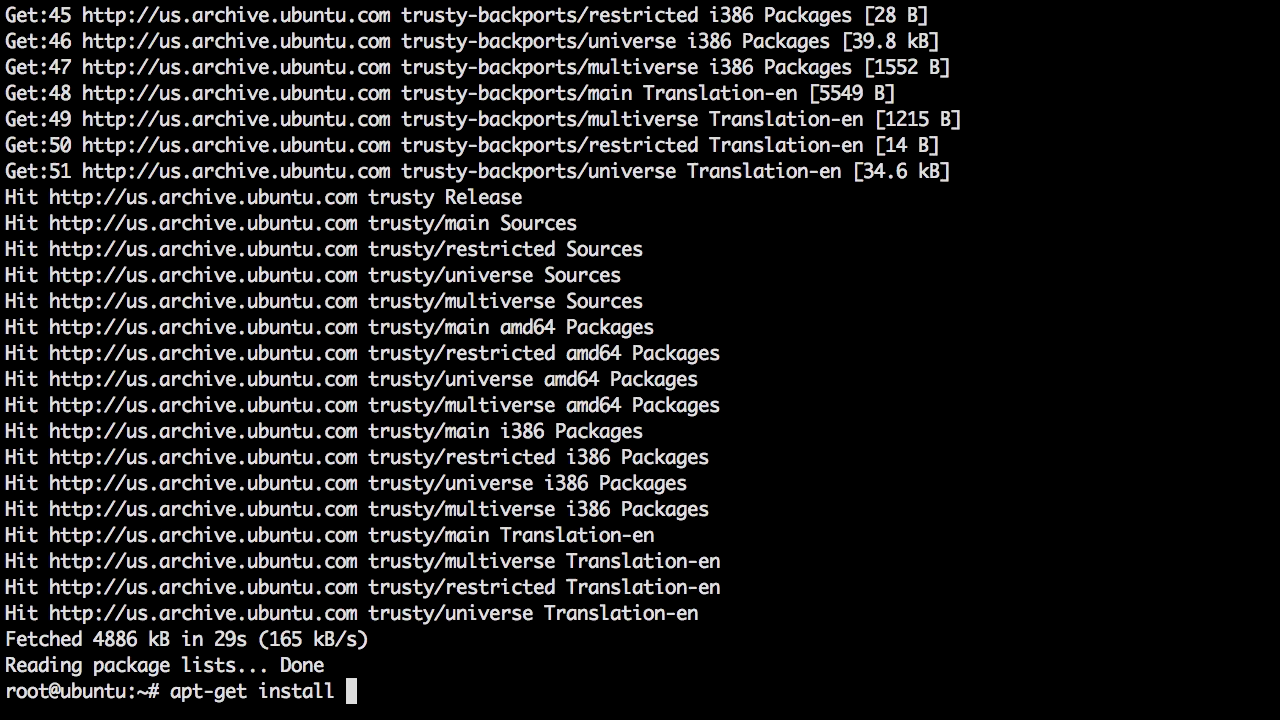 Get:45 http://us.archive.ubuntu.com trusty-backports/restricted i386 Packages [28 B]
Get:46 http://us.archive.ubuntu.com trusty-backports/universe i386 Packages [39.8 kB]
Get:47 http://us.archive.ubuntu.com trusty-backports/multiverse i386 Packages [1552 B]
Get:48 http://us.archive.ubuntu.com trusty-backports/main Translation-en [5549 B]
Get:49 http://us.archive.ubuntu.com trusty-backports/multiverse Translation-en [1215 B]
Get:50 http://us.archive.ubuntu.com trusty-backports/restricted Translation-en [14 B]
Get:51 http://us.archive.ubuntu.com trusty-backports/universe Translation-en [34.6 kB]
Hit http://us.archive.ubuntu.com trusty Release
Hit http://us.archive.ubuntu.com trusty/main Sources
Hit http://us.archive.ubuntu.com trusty/restricted Sources
Hit http://us.archive.ubuntu.com trusty/universe Sources
Hit http://us.archive.ubuntu.com trusty/multiverse Sources
Hit http://us.archive.ubuntu.com trusty/main amd64 Packages
Hit http://us.archive.ubuntu.com trusty/restricted amd64 Packages
Hit http://us.archive.ubuntu.com trusty/universe amd64 Packages
Hit http://us.archive.ubuntu.com trusty/multiverse amd64 Packages
Hit http://us.archive.ubuntu.com trusty/main i386 Packages
Hit http://us.archive.ubuntu.com trusty/restricted i386 Packages
Hit http://us.archive.ubuntu.com trusty/universe i386 Packages
Hit http://us.archive.ubuntu.com trusty/multiverse i386 Packages
Hit http://us.archive.ubuntu.com trusty/main Translation-en
Hit http://us.archive.ubuntu.com trusty/multiverse Translation-en
Hit http://us.archive.ubuntu.com trusty/restricted Translation-en
Hit http://us.archive.ubuntu.com trusty/universe Translation-en
Fetched 4886 kB in 29s (165 kB/s)
Reading package lists... Done
root@ubuntu:~# apt-get install